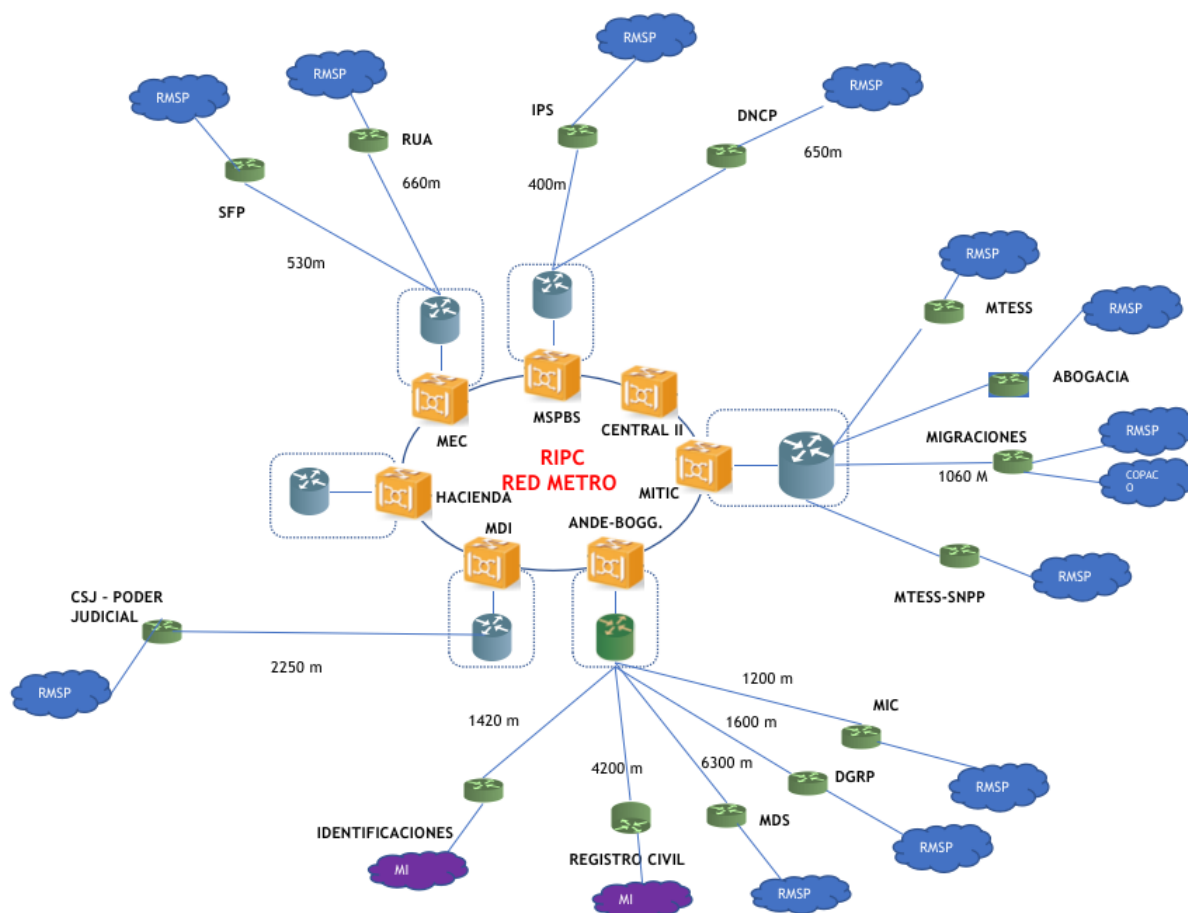 RMSP
RMSP
RMSP
RMSP
IPS
DNCP
RUA
650m
660m
400m
SFP
530m
RMSP
MTESS
RMSP
ABOGACIA
MSPBS
CENTRAL II
MEC
MIGRACIONES
RMSP
RIPC
RED METRO
1060 M
COPAC
O
MITIC
HACIENDA
MDI
ANDE-BOGG.
MTESS-SNPP
RMSP
CSJ - PODER
JUDICIAL
2250 m
RMSP
1200 m
MIC
1420 m
1600 m
4200 m
6300 m
DGRP
RMSP
IDENTIFICACIONES
MDS
REGISTRO CIVIL
RMSP
MI
MI
RMSP